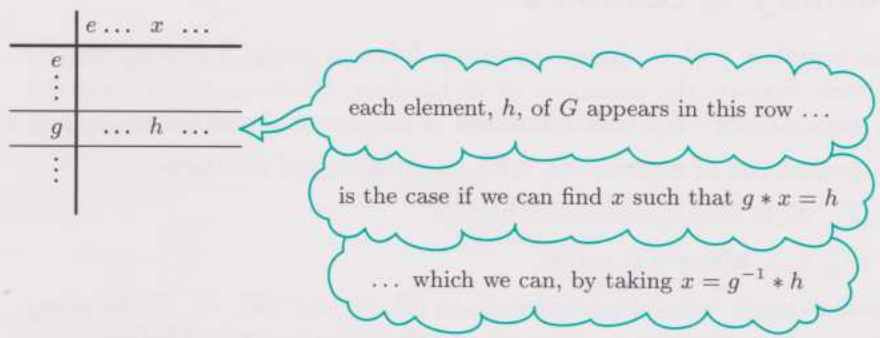 e ... x ...
e
⋮
g ... h ...
⋮
each element, h, of G appears in this row ...
is the case if we can find x such that g * x = h
... which we can, by taking x = g⁻¹ * h